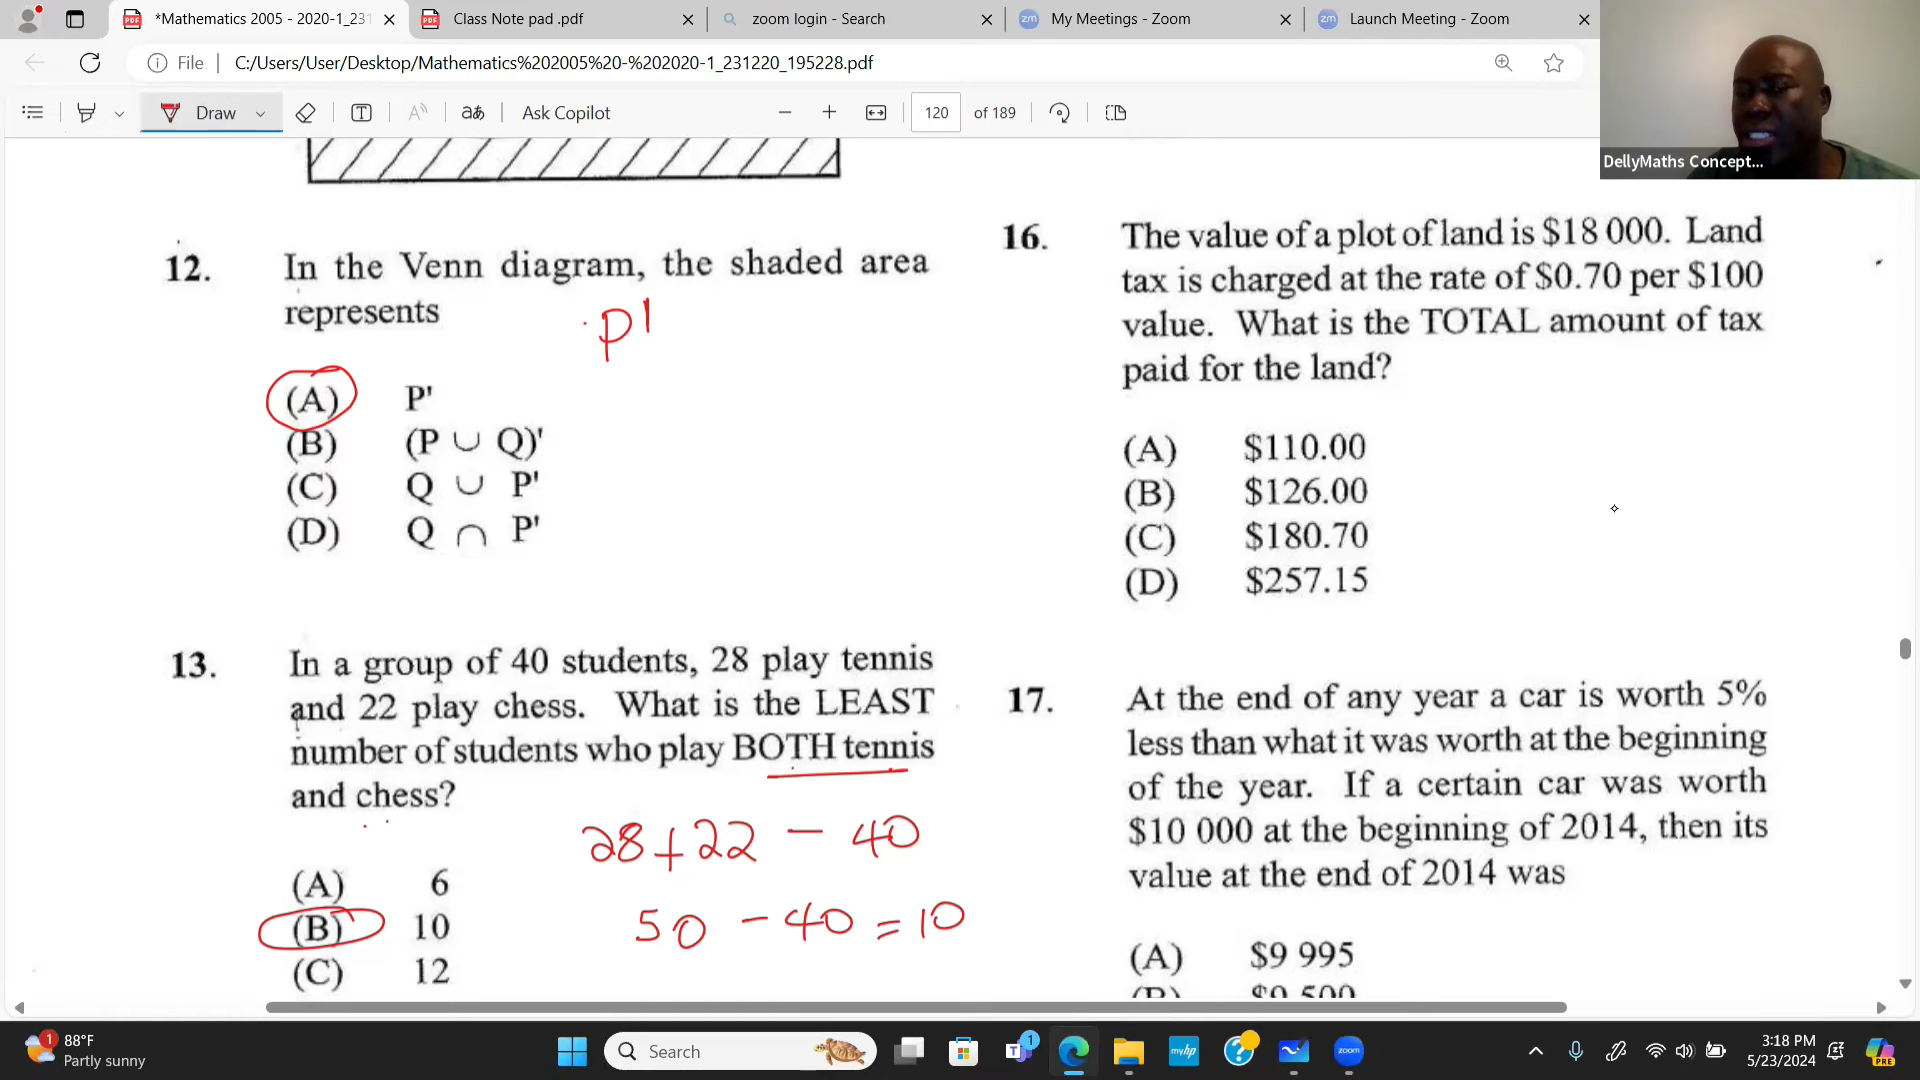 *Mathematics 2005 - 2020-1_231
Class Note pad .pdf
zoom login - Search
My Meetings - Zoom
Launch Meeting - Zoom
File
C:/Users/User/Desktop/Mathematics%202005%20-%202020-1_231220_195228.pdf
Draw
Ask Copilot
120 of 189
DellyMaths Concept...
12. In the Venn diagram, the shaded area
represents
P'
(A) P'
(B) (P ∪ Q)'
(C) Q ∪ P'
(D) Q ∩ P'
13. In a group of 40 students, 28 play tennis
and 22 play chess. What is the LEAST
number of students who play BOTH tennis
and chess?
28+22 - 40
50 - 40 = 10
(A) 6
(B) 10
(C) 12
16. The value of a plot of land is $18 000. Land
tax is charged at the rate of $0.70 per $100
value. What is the TOTAL amount of tax
paid for the land?
(A) $110.00
(B) $126.00
(C) $180.70
(D) $257.15
17. At the end of any year a car is worth 5%
less than what it was worth at the beginning
of the year. If a certain car was worth
$10 000 at the beginning of 2014, then its
value at the end of 2014 was
(A) $9 995
(B) $9 500
1
88°F
Partly sunny
Search
1
myhp
zoom
3:18 PM
5/23/2024
PRE